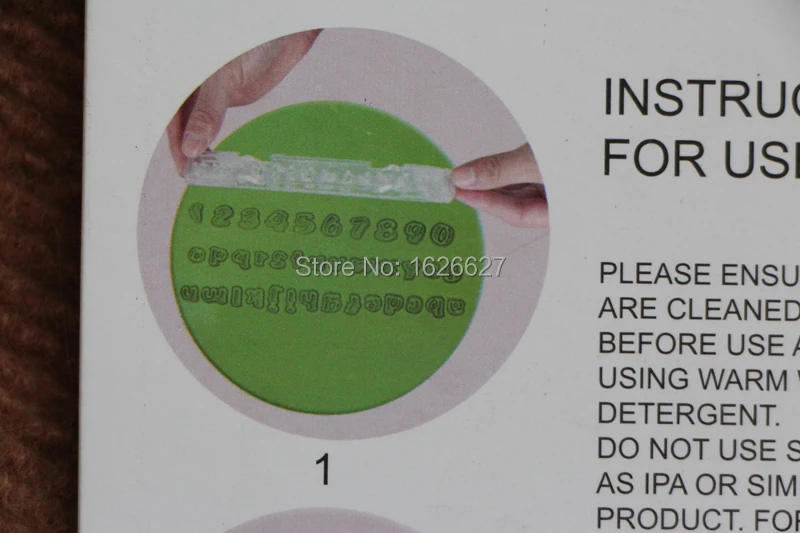 INSTRUC
FOR USE
1234567890
Store No: 1626627
1
PLEASE ENSU
ARE CLEANED
BEFORE USE A
USING WARM W
DETERGENT.
DO NOT USE S
AS IPA OR SIM
PRODUCT. FOR